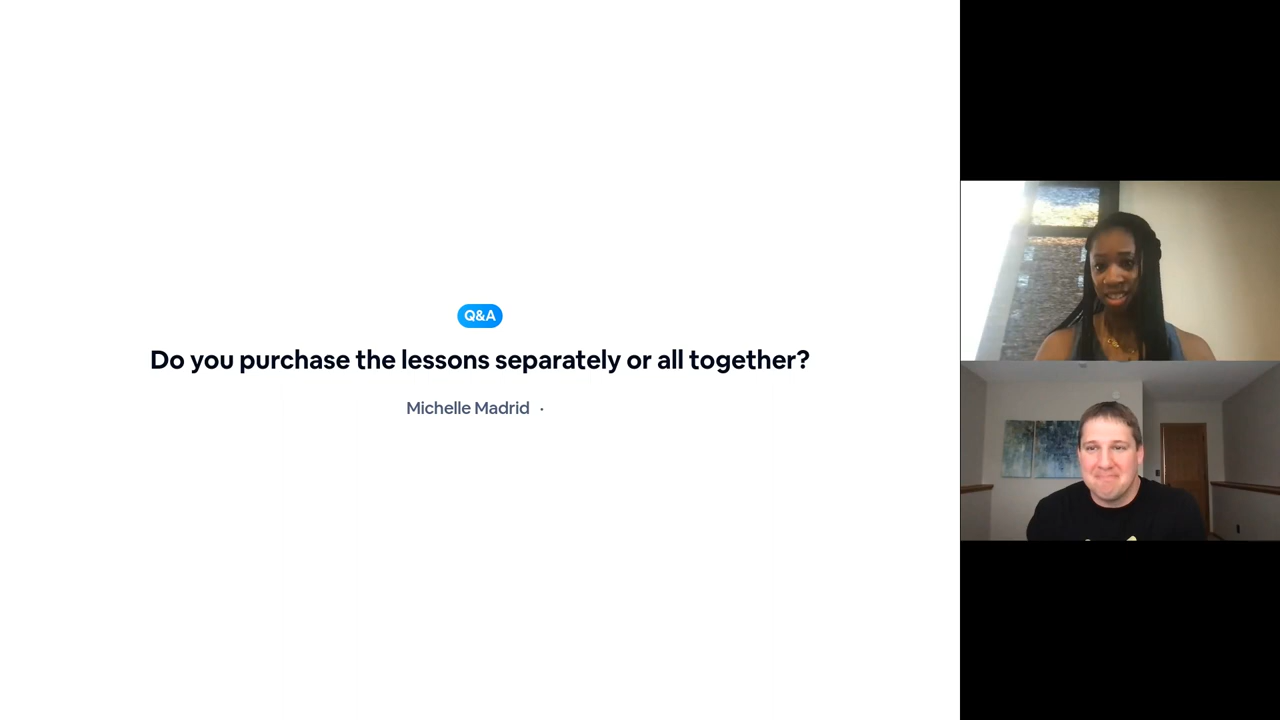 Q&A
Do you purchase the lessons separately or all together?
Michelle Madrid ·